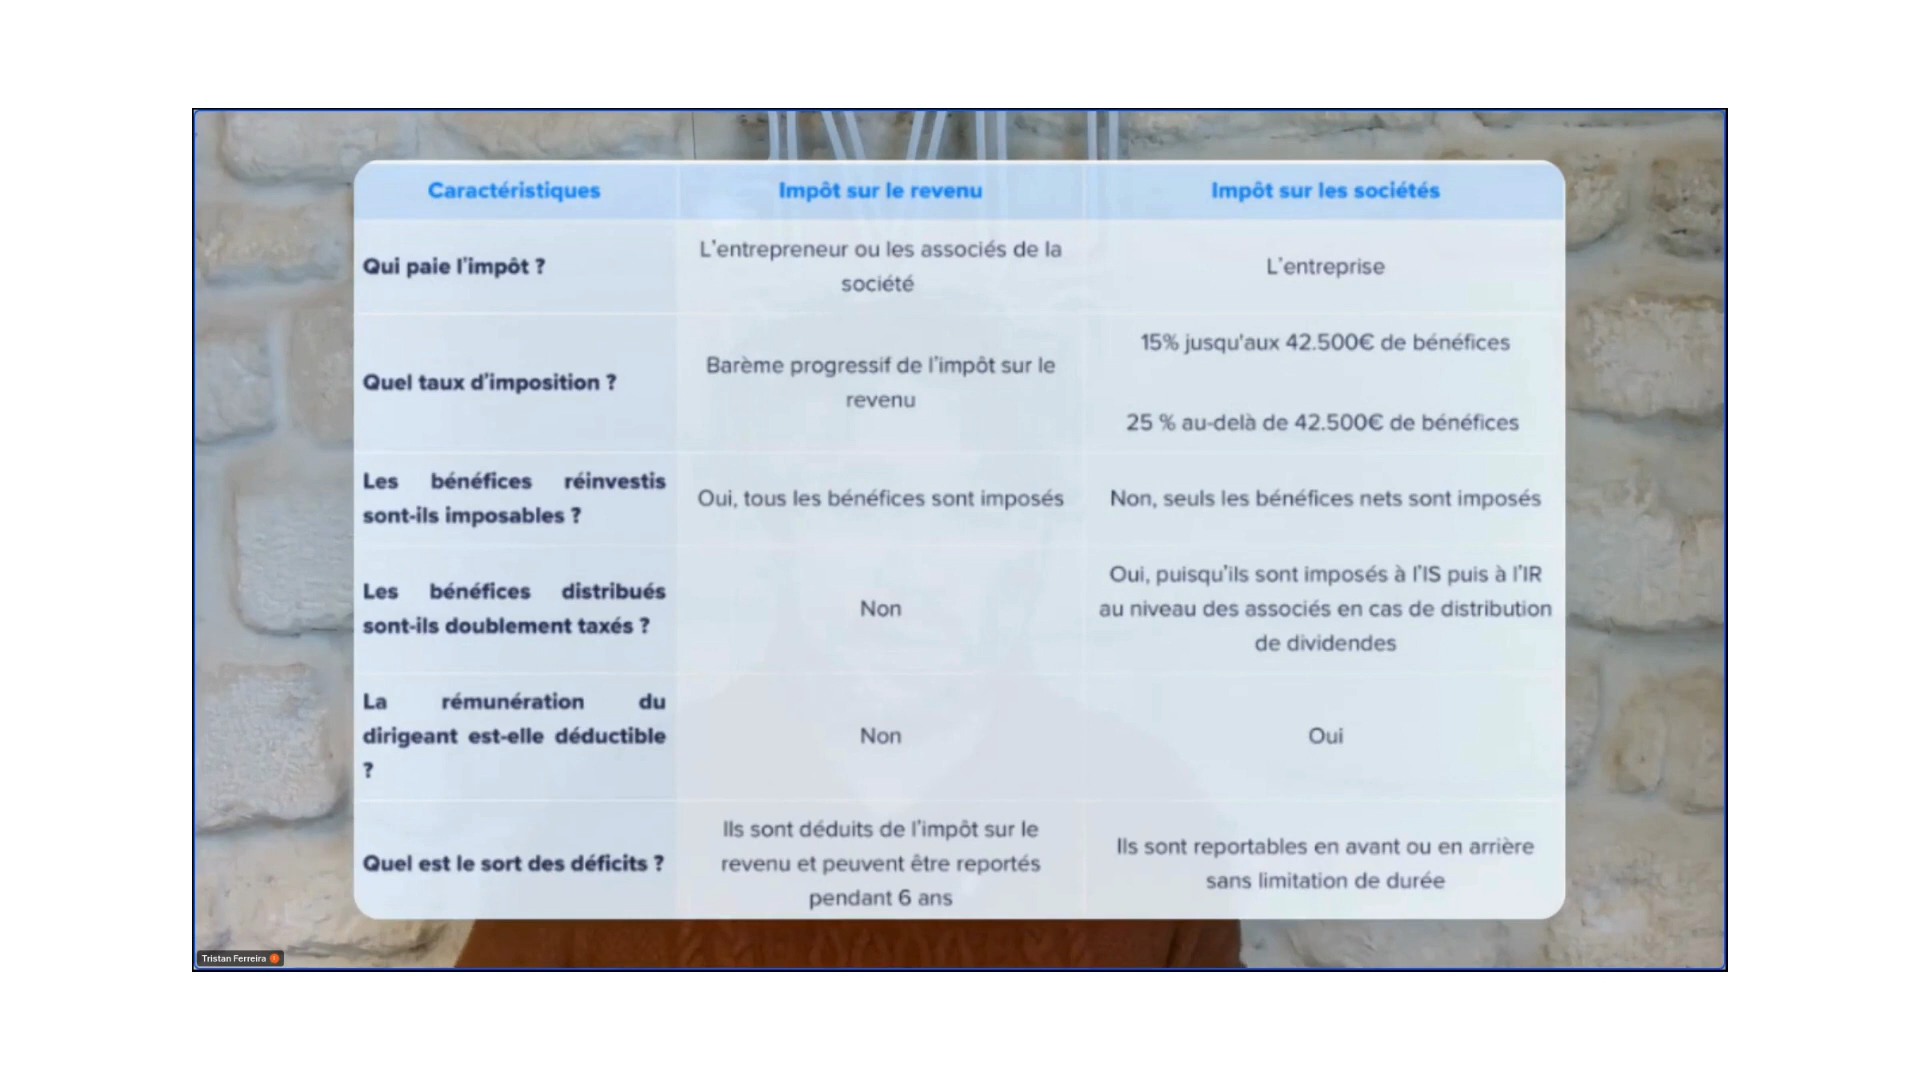 Caractéristiques
Impôt sur le revenu
Impôt sur les sociétés
Qui paie l'impôt ?
L'entrepreneur ou les associés de la
société
L'entreprise
Quel taux d'imposition ?
Barème progressif de l'impôt sur le
revenu
15% jusqu'aux 42.500€ de bénéfices
25 % au-delà de 42.500€ de bénéfices
Les bénéfices réinvestis
sont-ils imposables ?
Oui, tous les bénéfices sont imposés
Non, seuls les bénéfices nets sont imposés
Les bénéfices distribués
sont-ils doublement taxés ?
Non
Oui, puisqu'ils sont imposés à l'IS puis à l'IR
au niveau des associés en cas de distribution
de dividendes
La rémunération du
dirigeant est-elle déductible
?
Non
Oui
Quel est le sort des déficits ?
Ils sont déduits de l'impôt sur le
revenu et peuvent être reportés
pendant 6 ans
Ils sont reportables en avant ou en arrière
sans limitation de durée
Tristan Ferreira